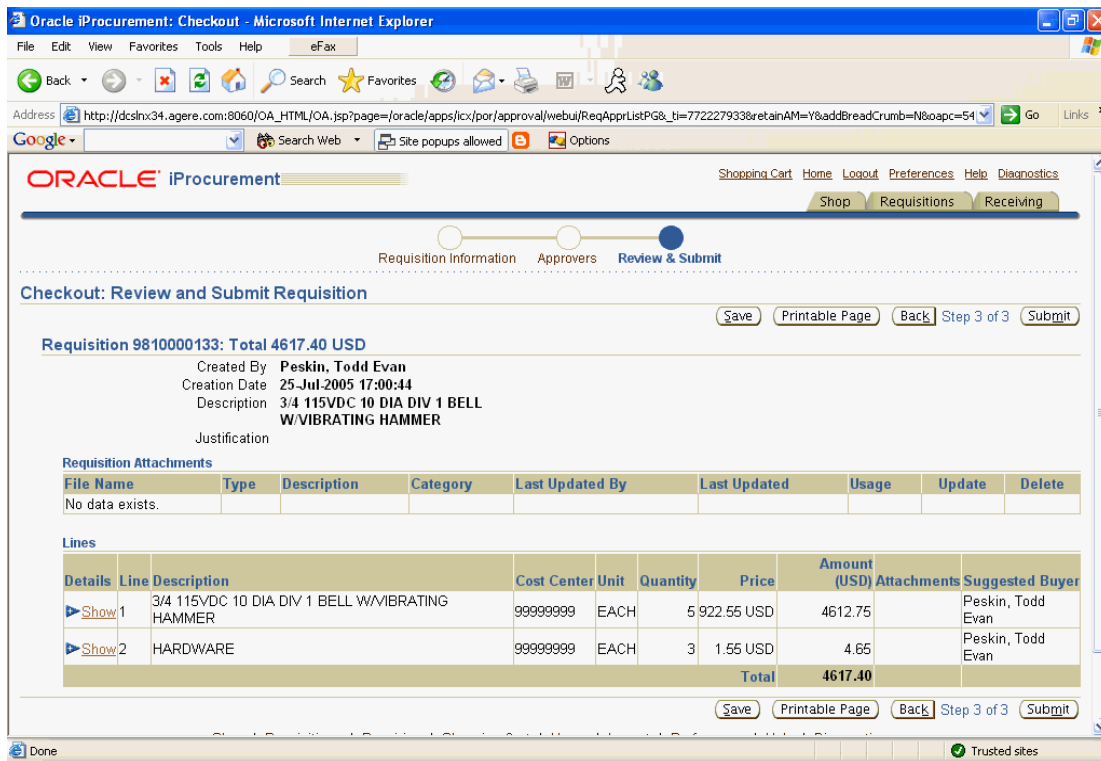 Oracle iProcurement: Checkout - Microsoft Internet Explorer
File Edit View Favorites Tools Help eFax
Back Search Favorites
Address http://dcslnx34.agere.com:8060/OA_HTML/OA.jsp?page=/oracle/apps/icx/por/approval/webui/ReqApprListPG&_ti=772227933&retainAM=Y&addBreadCrumb=N&oapc=54 Go Links
Google Search Web Site popups allowed Options
ORACLE iProcurement
Shopping Cart Home Logout Preferences Help Diagnostics
Shop Requisitions Receiving
Requisition Information Approvers Review & Submit
Checkout: Review and Submit Requisition
Save Printable Page Back Step 3 of 3 Submit
Requisition 9810000133: Total 4617.40 USD
Created By Peskin, Todd Evan
Creation Date 25-Jul-2005 17:00:44
Description 3/4 115VDC 10 DIA DIV 1 BELL
W/VIBRATING HAMMER
Justification
Requisition Attachments
File Name Type Description Category Last Updated By Last Updated Usage Update Delete
No data exists.
Lines
Details Line Description Cost Center Unit Quantity Price Amount (USD) Attachments Suggested Buyer
Show 1 3/4 115VDC 10 DIA DIV 1 BELL W/VIBRATING HAMMER 99999999 EACH 5 922.55 USD 4612.75 Peskin, Todd Evan
Show 2 HARDWARE 99999999 EACH 3 1.55 USD 4.65 Peskin, Todd Evan
Total 4617.40
Save Printable Page Back Step 3 of 3 Submit
Done Trusted sites